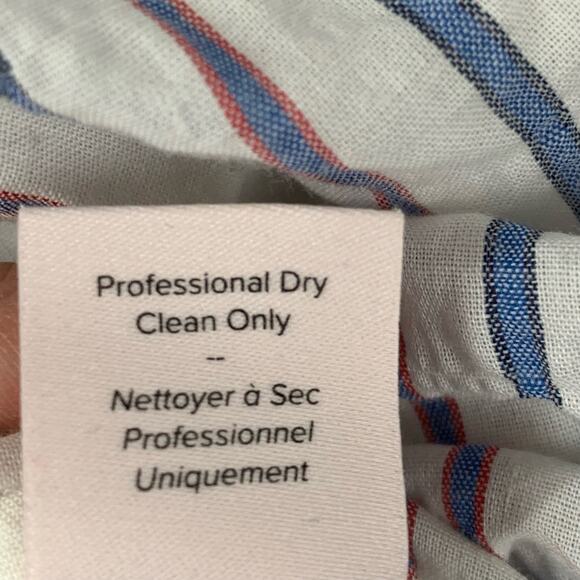 Professional Dry
Clean Only
--
Nettoyer à Sec
Professionnel
Uniquement